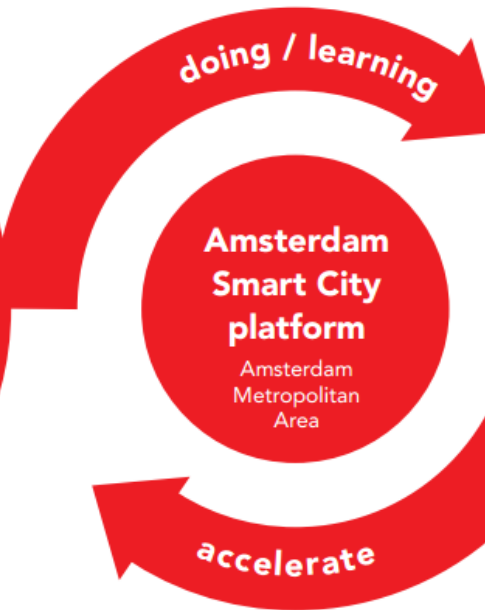 doing / learning
Amsterdam
Smart City
platform
Amsterdam
Metropolitan
Area
accelerate